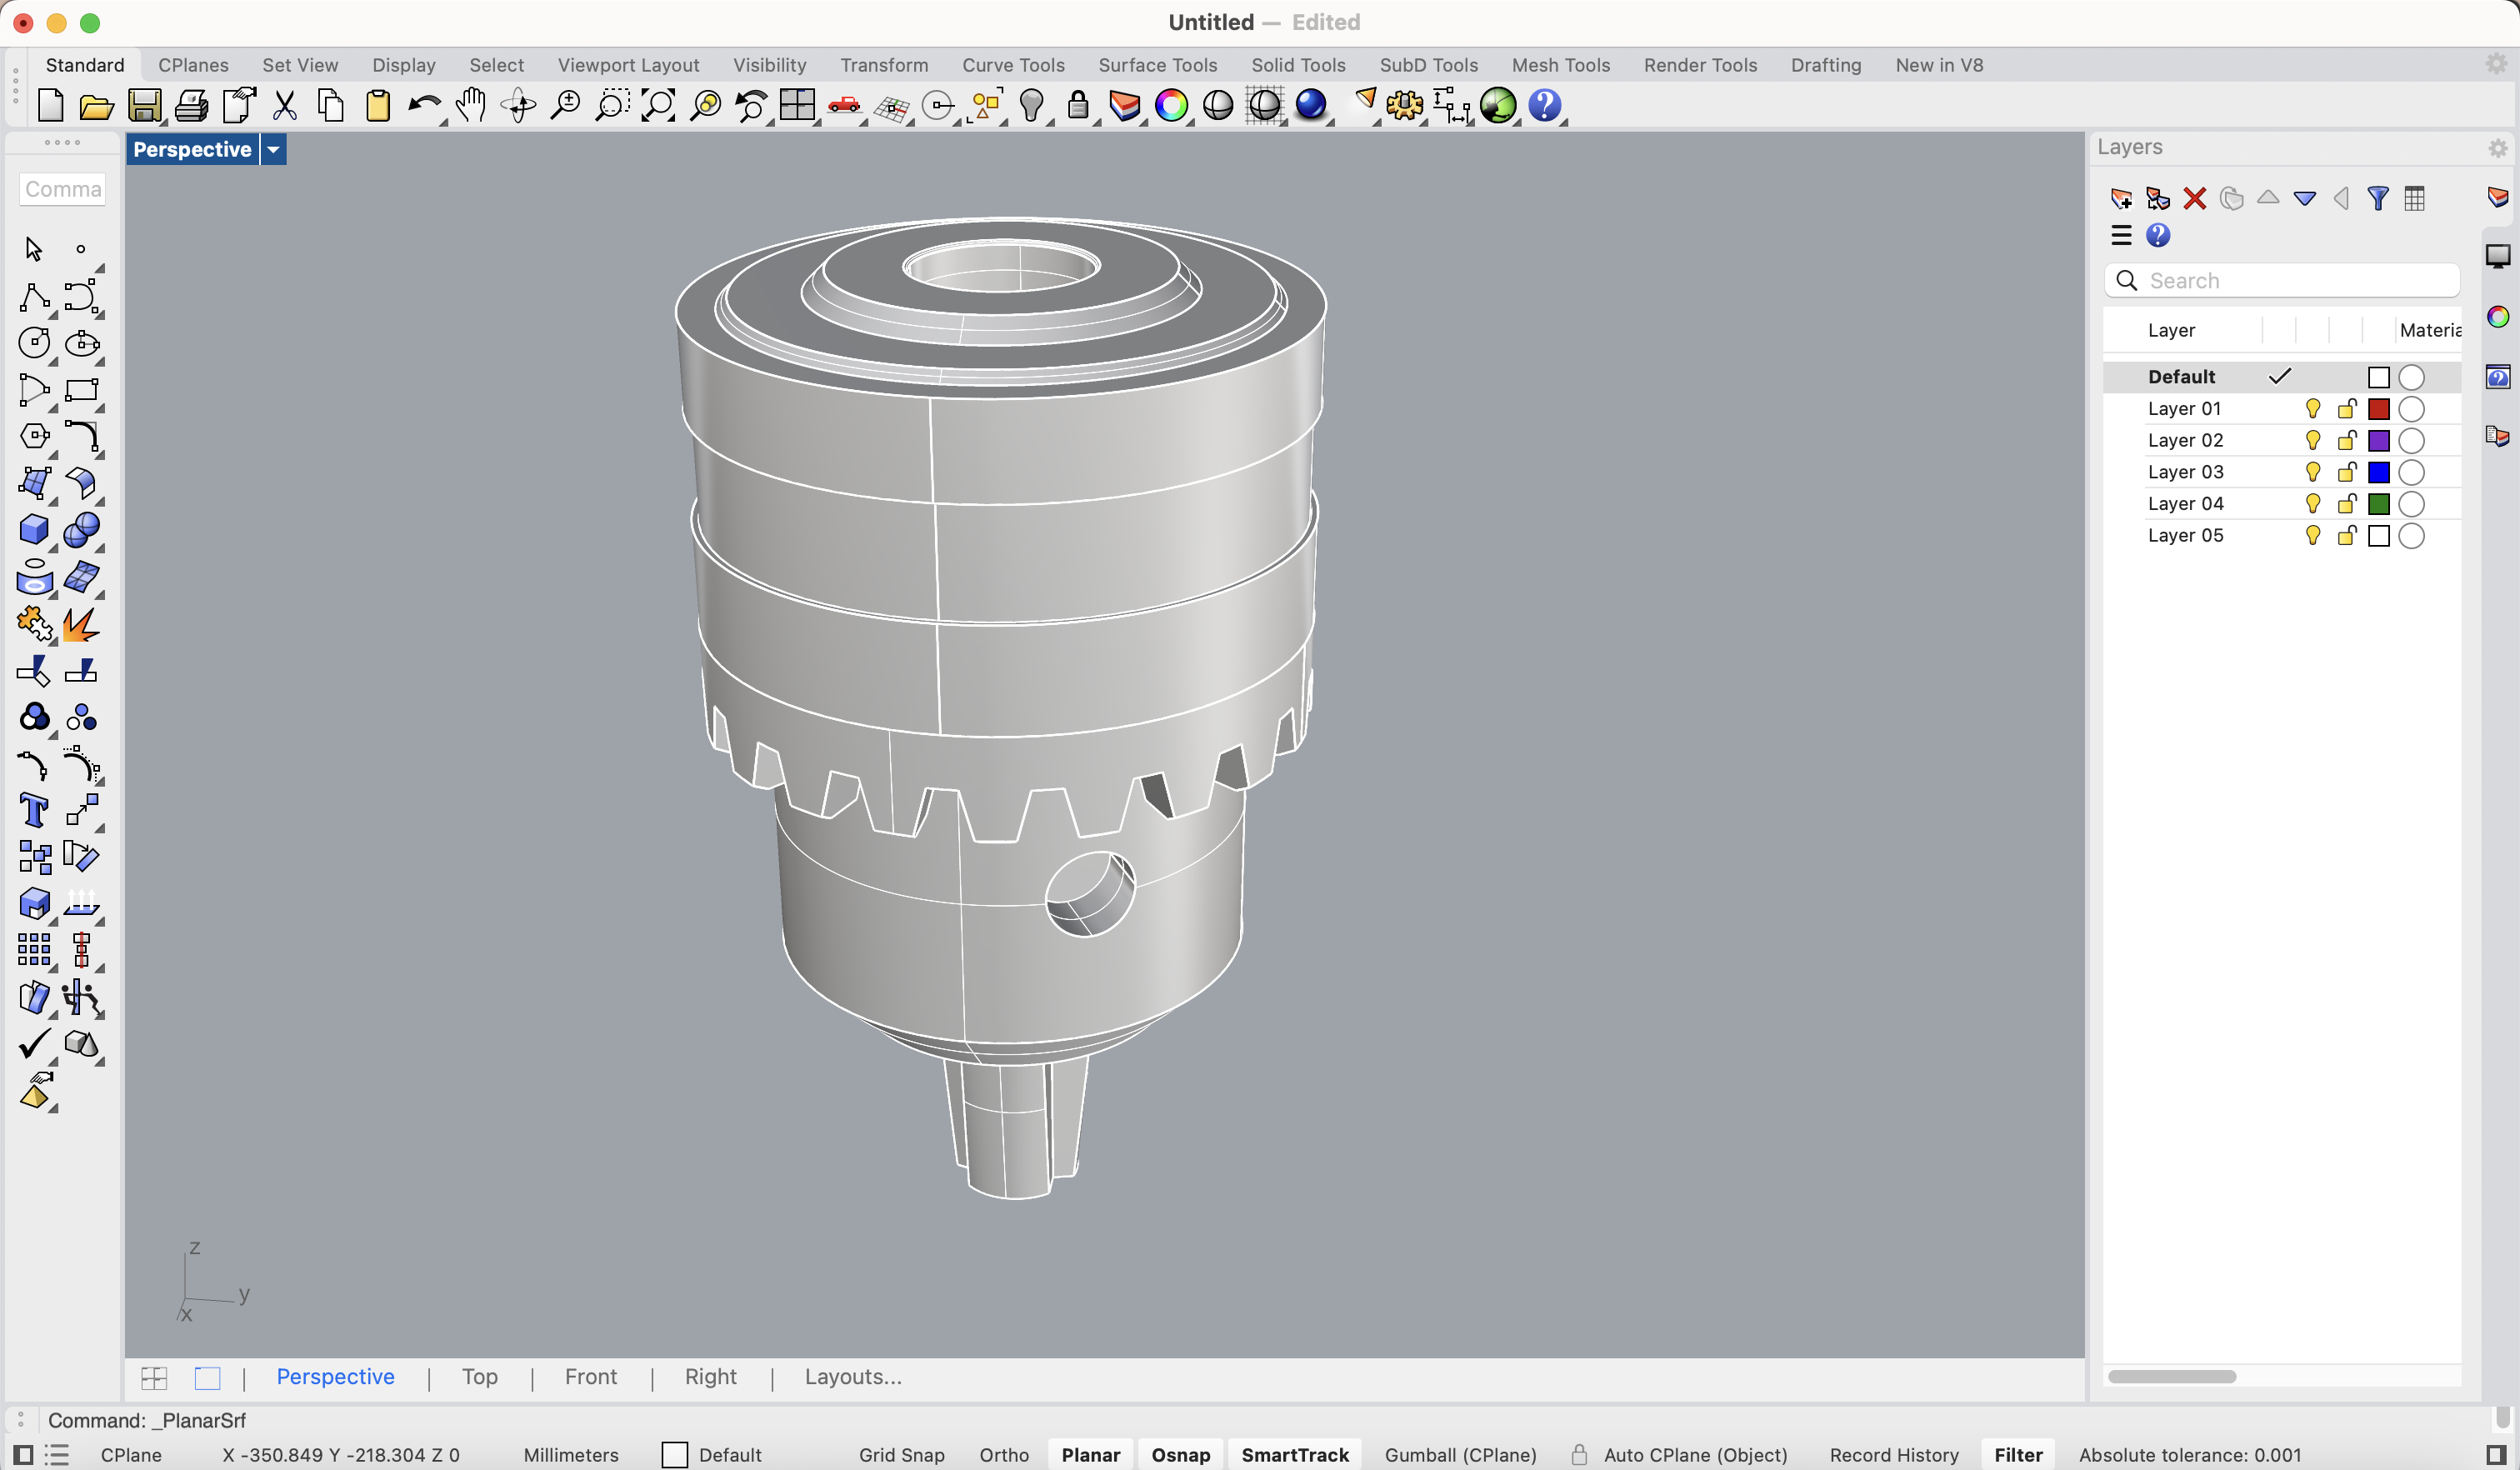 Untitled — Edited
Standard CPlanes Set View Display Select Viewport Layout Visibility Transform Curve Tools Surface Tools Solid Tools SubD Tools Mesh Tools Render Tools Drafting New in V8
Perspective
Comma
Layers
Search
Layer Materia
Default
Layer 01
Layer 02
Layer 03
Layer 04
Layer 05
z
y
x
Perspective | Top | Front | Right | Layouts...
Command: _PlanarSrf
CPlane X -350.849 Y -218.304 Z 0 Millimeters Default Grid Snap Ortho Planar Osnap SmartTrack Gumball (CPlane) Auto CPlane (Object) Record History Filter Absolute tolerance: 0.001